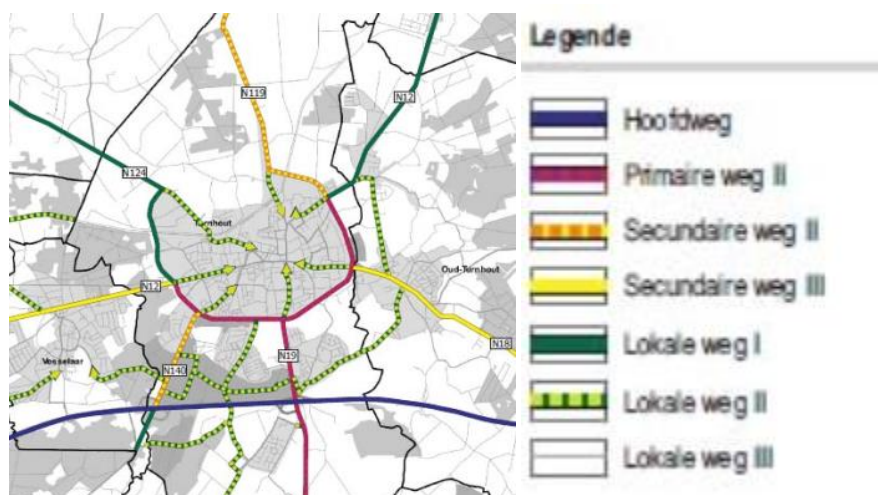 N119
N12
N124
Turnhout
Oud-Turnhout
N12
N18
Vosselaar
N19
N140
Legende
Hoofdweg
Primaire weg II
Secundaire weg II
Secundaire weg III
Lokale weg I
Lokale weg II
Lokale weg III